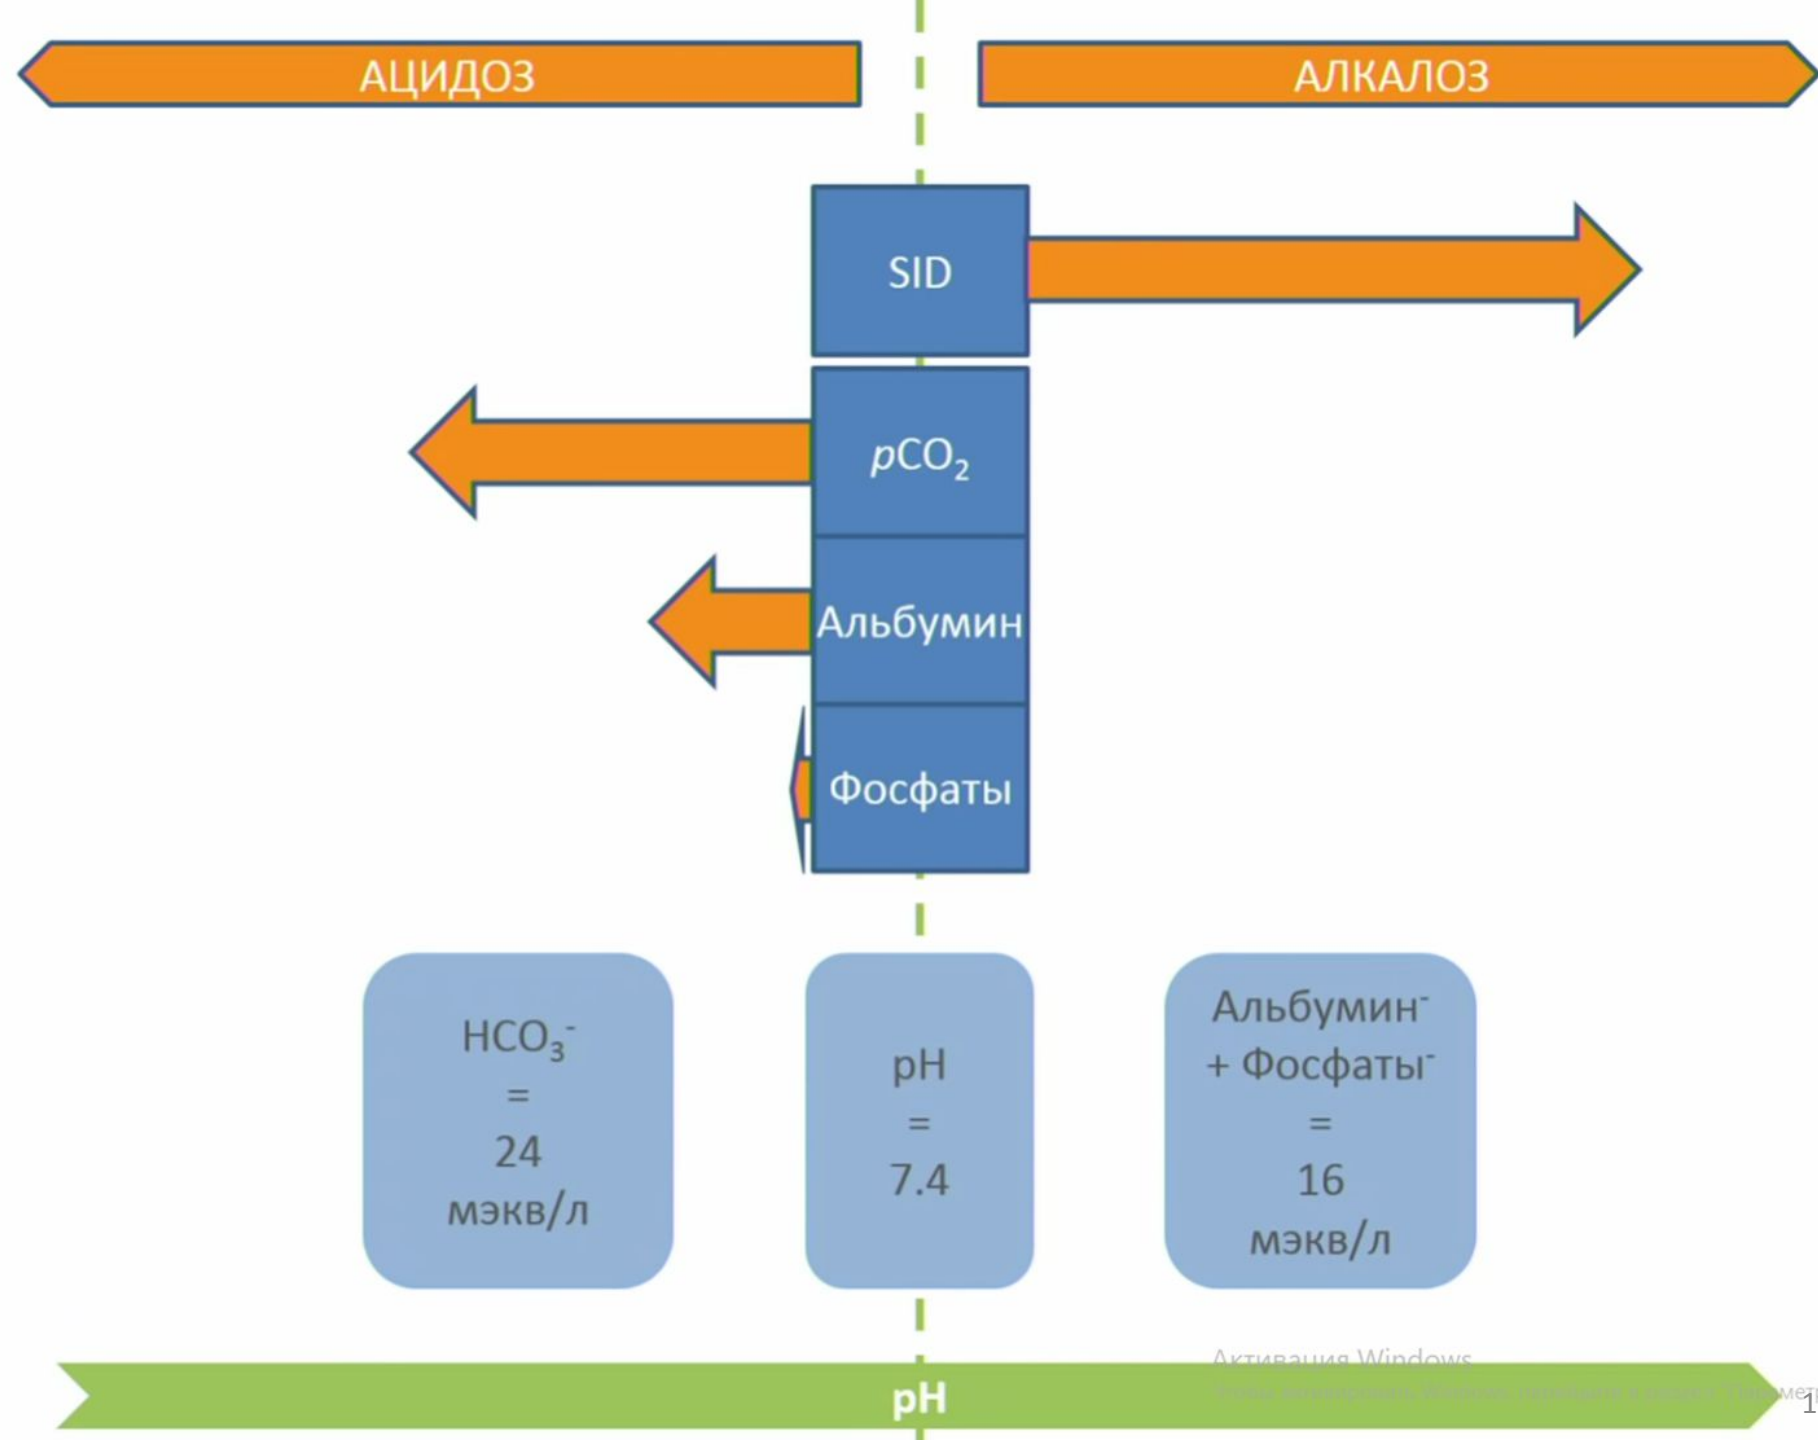 АЦИДОЗ
АЛКАЛОЗ
SID
pCO₂
Альбумин
Фосфаты
HCO₃⁻
=
24
мэкв/л
pH
=
7.4
Альбумин⁻
+ Фосфаты⁻
=
16
мэкв/л
Активация Windows
pH
1